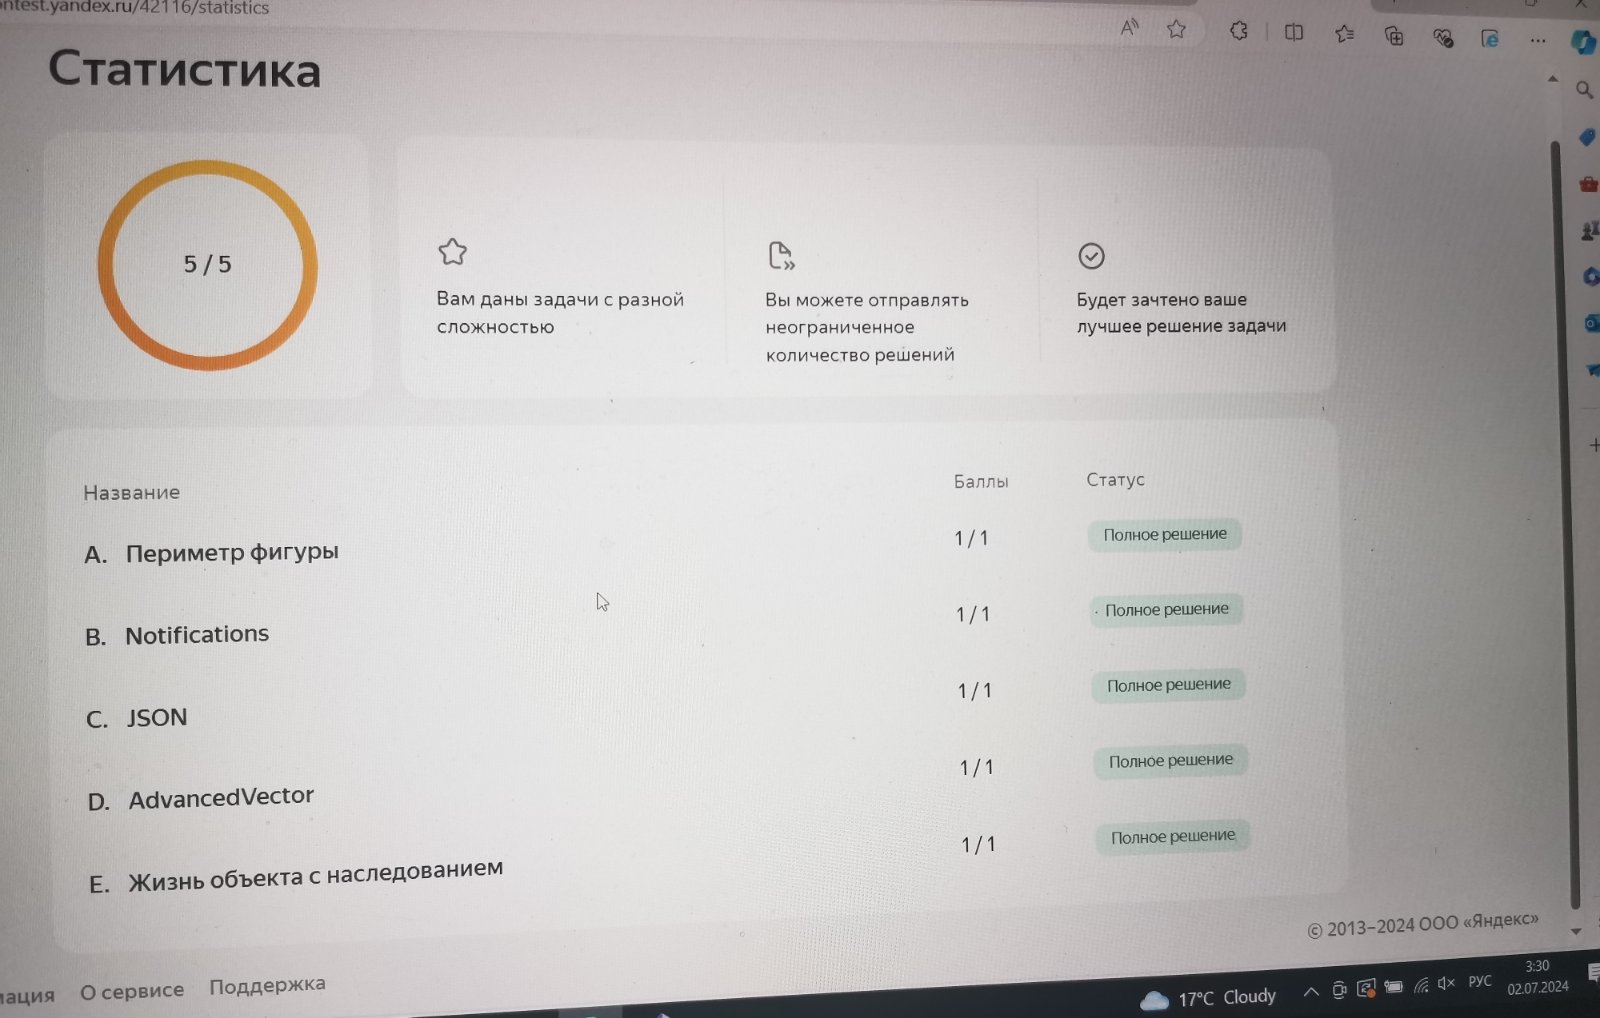 ntest.yandex.ru/42116/statistics
Статистика
5 / 5
Вам даны задачи с разной
сложностью
Вы можете отправлять
неограниченное
количество решений
Будет зачтено ваше
лучшее решение задачи
Название Баллы Статус
A. Периметр фигуры 1 / 1 Полное решение
B. Notifications 1 / 1 Полное решение
C. JSON 1 / 1 Полное решение
D. AdvancedVector 1 / 1 Полное решение
E. Жизнь объекта с наследованием 1 / 1 Полное решение
© 2013–2024 ООО «Яндекс»
мация О сервисе Поддержка
17°C Cloudy РУС 3:30
02.07.2024